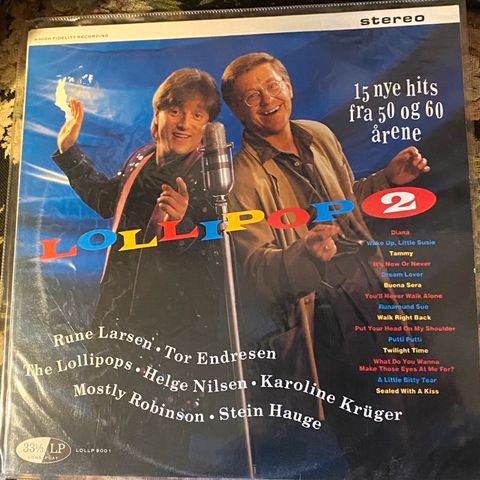 stereo
A HIGH FIDELITY RECORDING
15 nye hits
fra 50 og 60
årene
LOLLIPOP 2
Diana
Wake Up, Little Susie
Tammy
It's Now Or Never
Dream Lover
Buona Sera
You'll Never Walk Alone
Runaround Sue
Walk Right Back
Put Your Head On My Shoulder
Putti Putti
Twilight Time
What Do You Wanna
Make Those Eyes At Me For?
A Little Bitty Tear
Sealed With A Kiss
Rune Larsen • Tor Endresen
The Lollipops • Helge Nilsen • Karoline Krüger
Mostly Robinson • Stein Hauge
33⅓ LP
LONG PLAY
LOLLP 9001